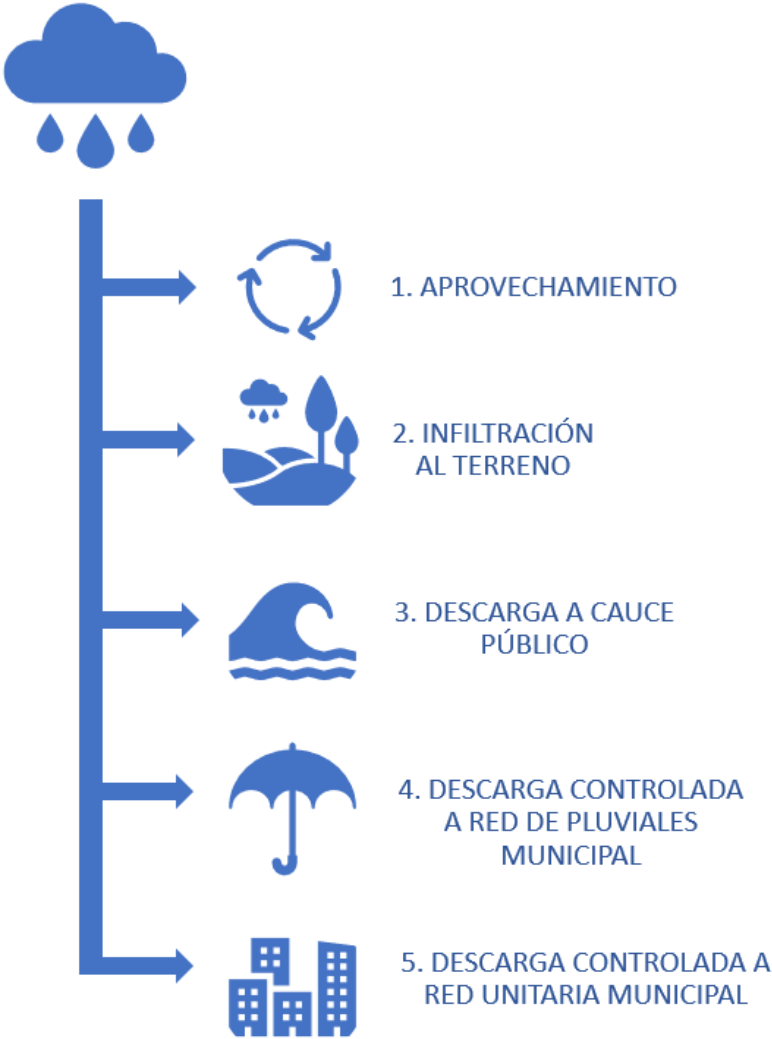 1. APROVECHAMIENTO
2. INFILTRACIÓN
AL TERRENO
3. DESCARGA A CAUCE
PÚBLICO
4. DESCARGA CONTROLADA
A RED DE PLUVIALES
MUNICIPAL
5. DESCARGA CONTROLADA A
RED UNITARIA MUNICIPAL